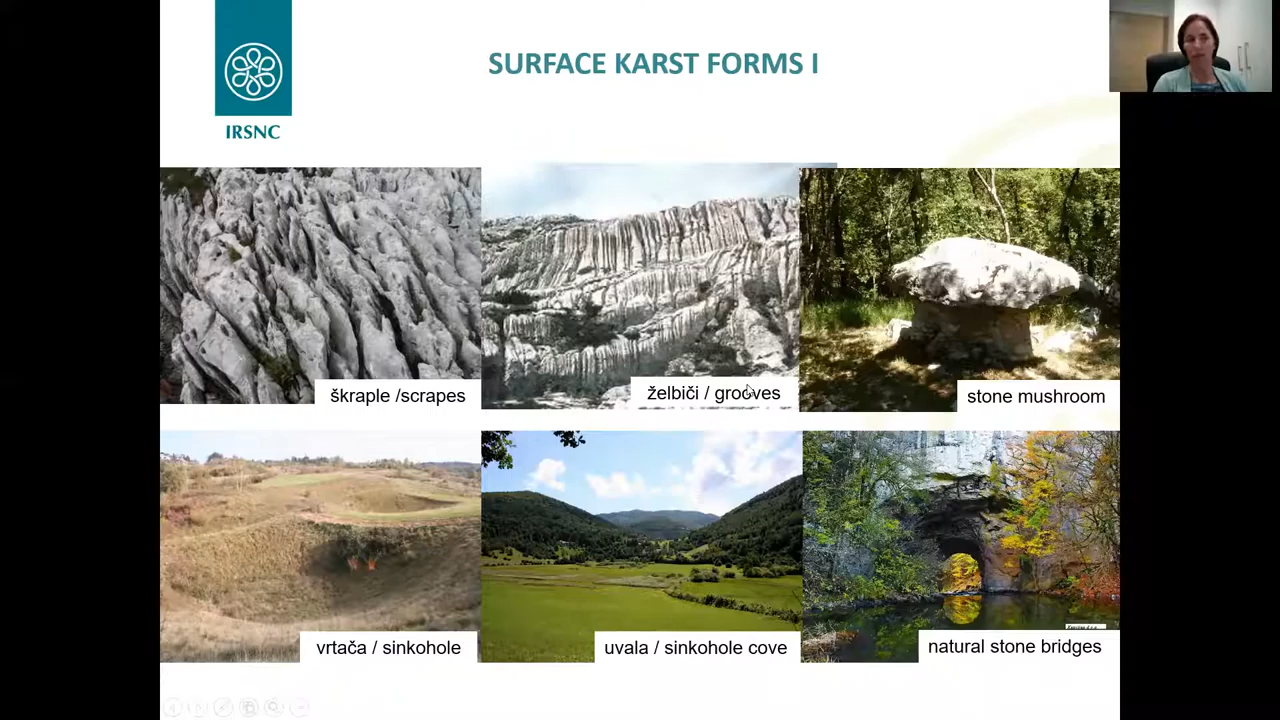 SURFACE KARST FORMS I
IRSNC
škraple /scrapes
želbiči / grooves
stone mushroom
vrtača / sinkohole
uvala / sinkohole cove
natural stone bridges